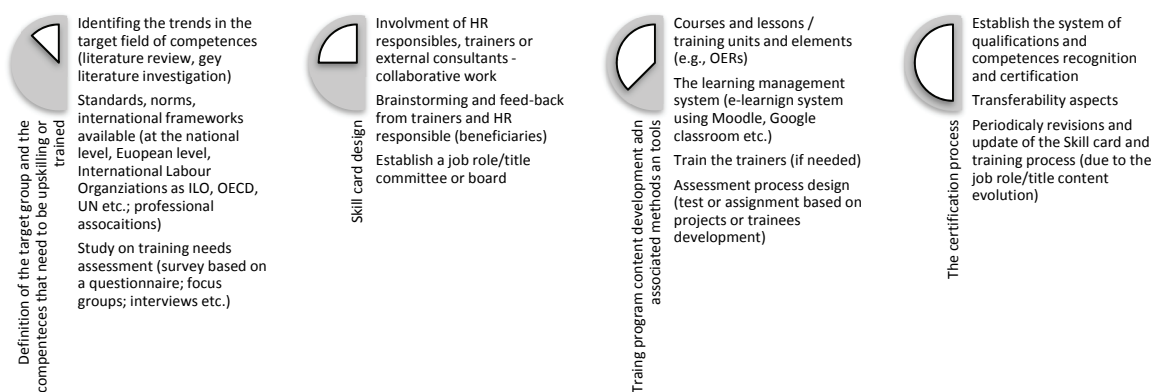 Definition of the target group and the
compenteces that need to be upskilling or
trained
Identifing the trends in the
target field of competences
(literature review, gey
literature investigation)
Standards, norms,
international frameworks
available (at the national
level, Euopean level,
International Labour
Organziations as ILO, OECD,
UN etc.; professional
assocaitions)
Study on training needs
assessment (survey based on
a questionnaire; focus
groups; interviews etc.)
Skill card design
Involvment of HR
responsibles, trainers or
external consultants -
collaborative work
Brainstorming and feed-back
from trainers and HR
responsible (beneficiaries)
Establish a job role/title
committee or board
Traing program content development adn
associated methods an tools
Courses and lessons /
training units and elements
(e.g., OERs)
The learning management
system (e-learnign system
using Moodle, Google
classroom etc.)
Train the trainers (if needed)
Assessment process design
(test or assignment based on
projects or trainees
development)
The certification process
Establish the system of
qualifications and
competences recognition
and certification
Transferability aspects
Periodicaly revisions and
update of the Skill card and
training process (due to the
job role/title content
evolution)